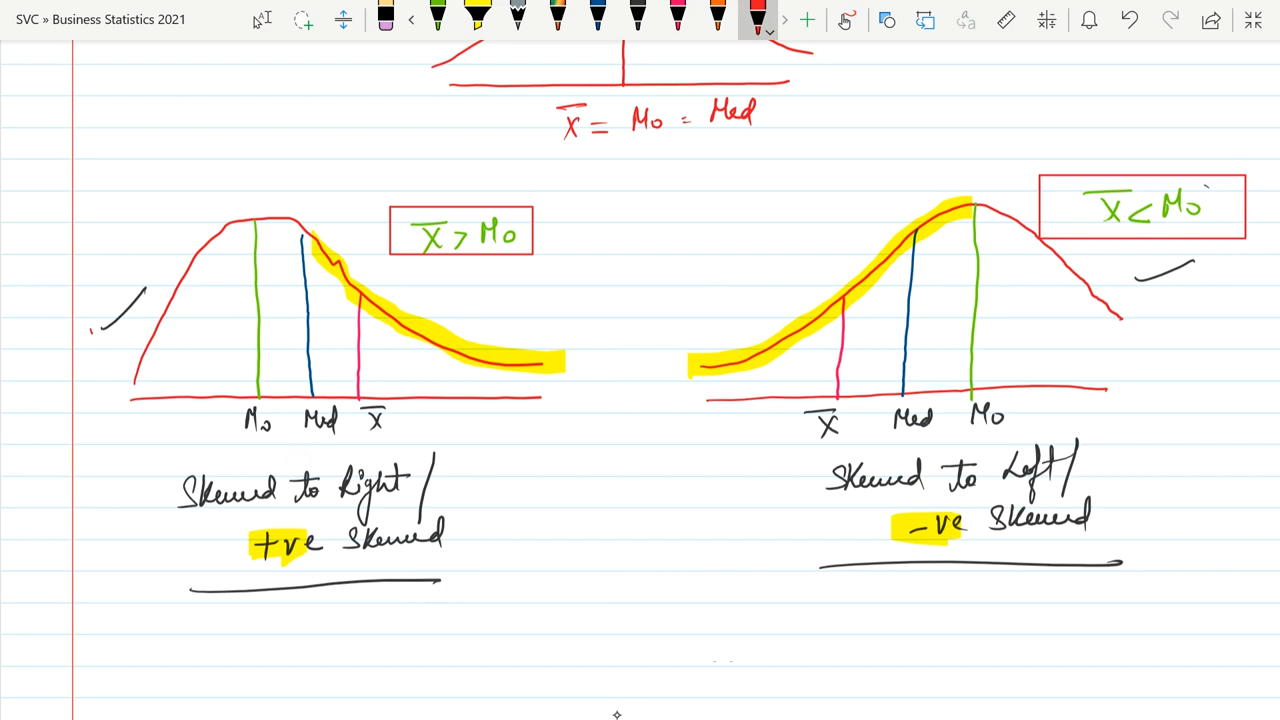 SVC » Business Statistics 2021
X̅ = Mo = Med
X̅ > Mo
X̅ < Mo
Mo Med X̅
X̅ Med Mo
Skewed to Right /
+ve Skewed
Skewed to Left /
-ve Skewed